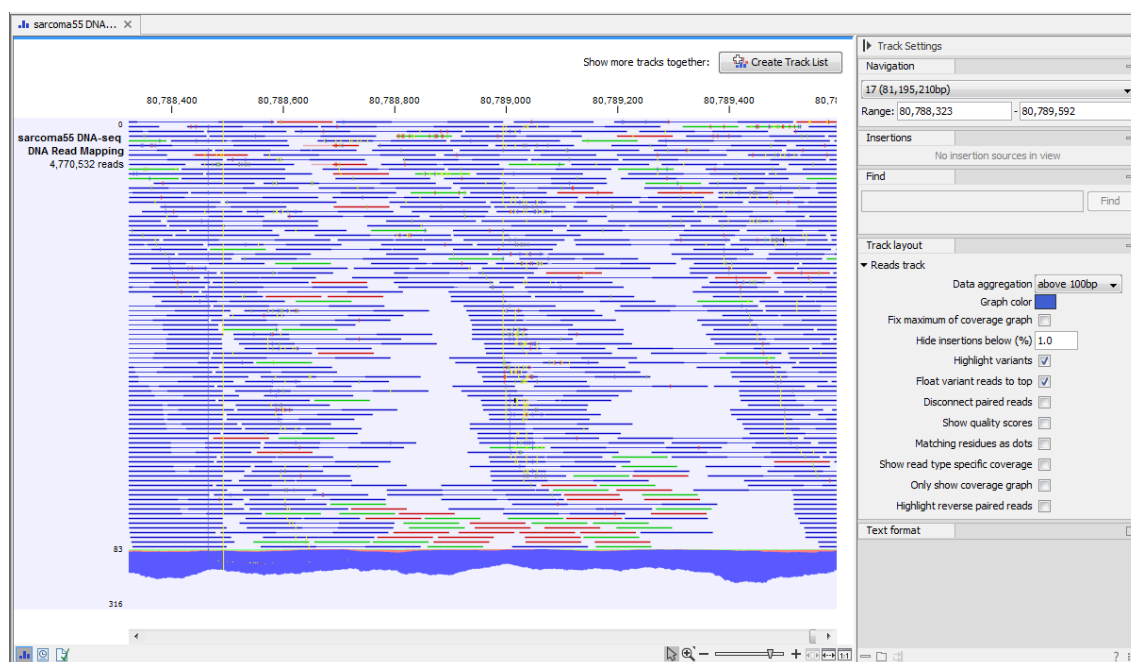 sarcoma55 DNA...
Show more tracks together:
Create Track List
80,788,400
80,788,600
80,788,800
80,789,000
80,789,200
80,789,400
0
sarcoma55 DNA-seq
DNA Read Mapping
4,770,532 reads
83
316
1:1
Track Settings
Navigation
17 (81,195,210bp)
Range: 80,788,323 - 80,789,592
Insertions
No insertion sources in view
Find
Find
Track layout
Reads track
Data aggregation above 100bp
Graph color
Fix maximum of coverage graph
Hide insertions below (%) 1.0
Highlight variants
Float variant reads to top
Disconnect paired reads
Show quality scores
Matching residues as dots
Show read type specific coverage
Only show coverage graph
Highlight reverse paired reads
Text format
?